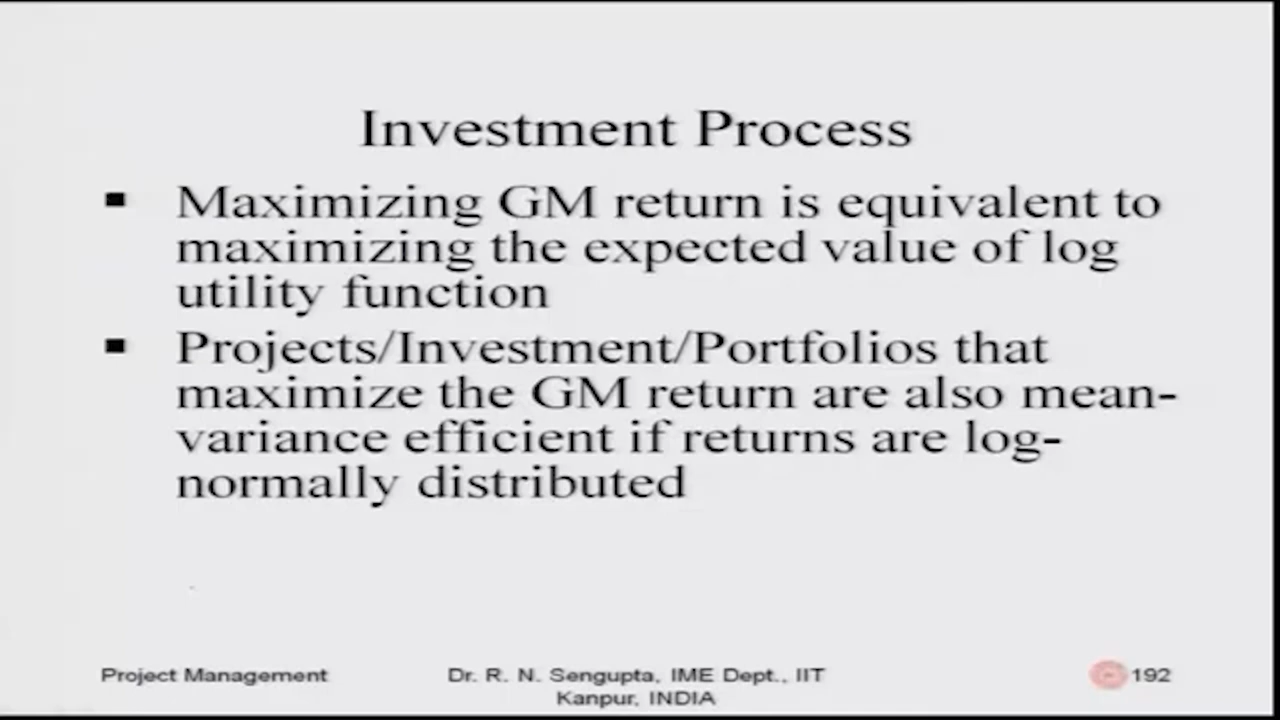 Investment Process
▪ Maximizing GM return is equivalent to
maximizing the expected value of log
utility function
▪ Projects/Investment/Portfolios that
maximize the GM return are also mean-
variance efficient if returns are log-
normally distributed
Project Management
Dr. R. N. Sengupta, IME Dept., IIT
Kanpur, INDIA
192